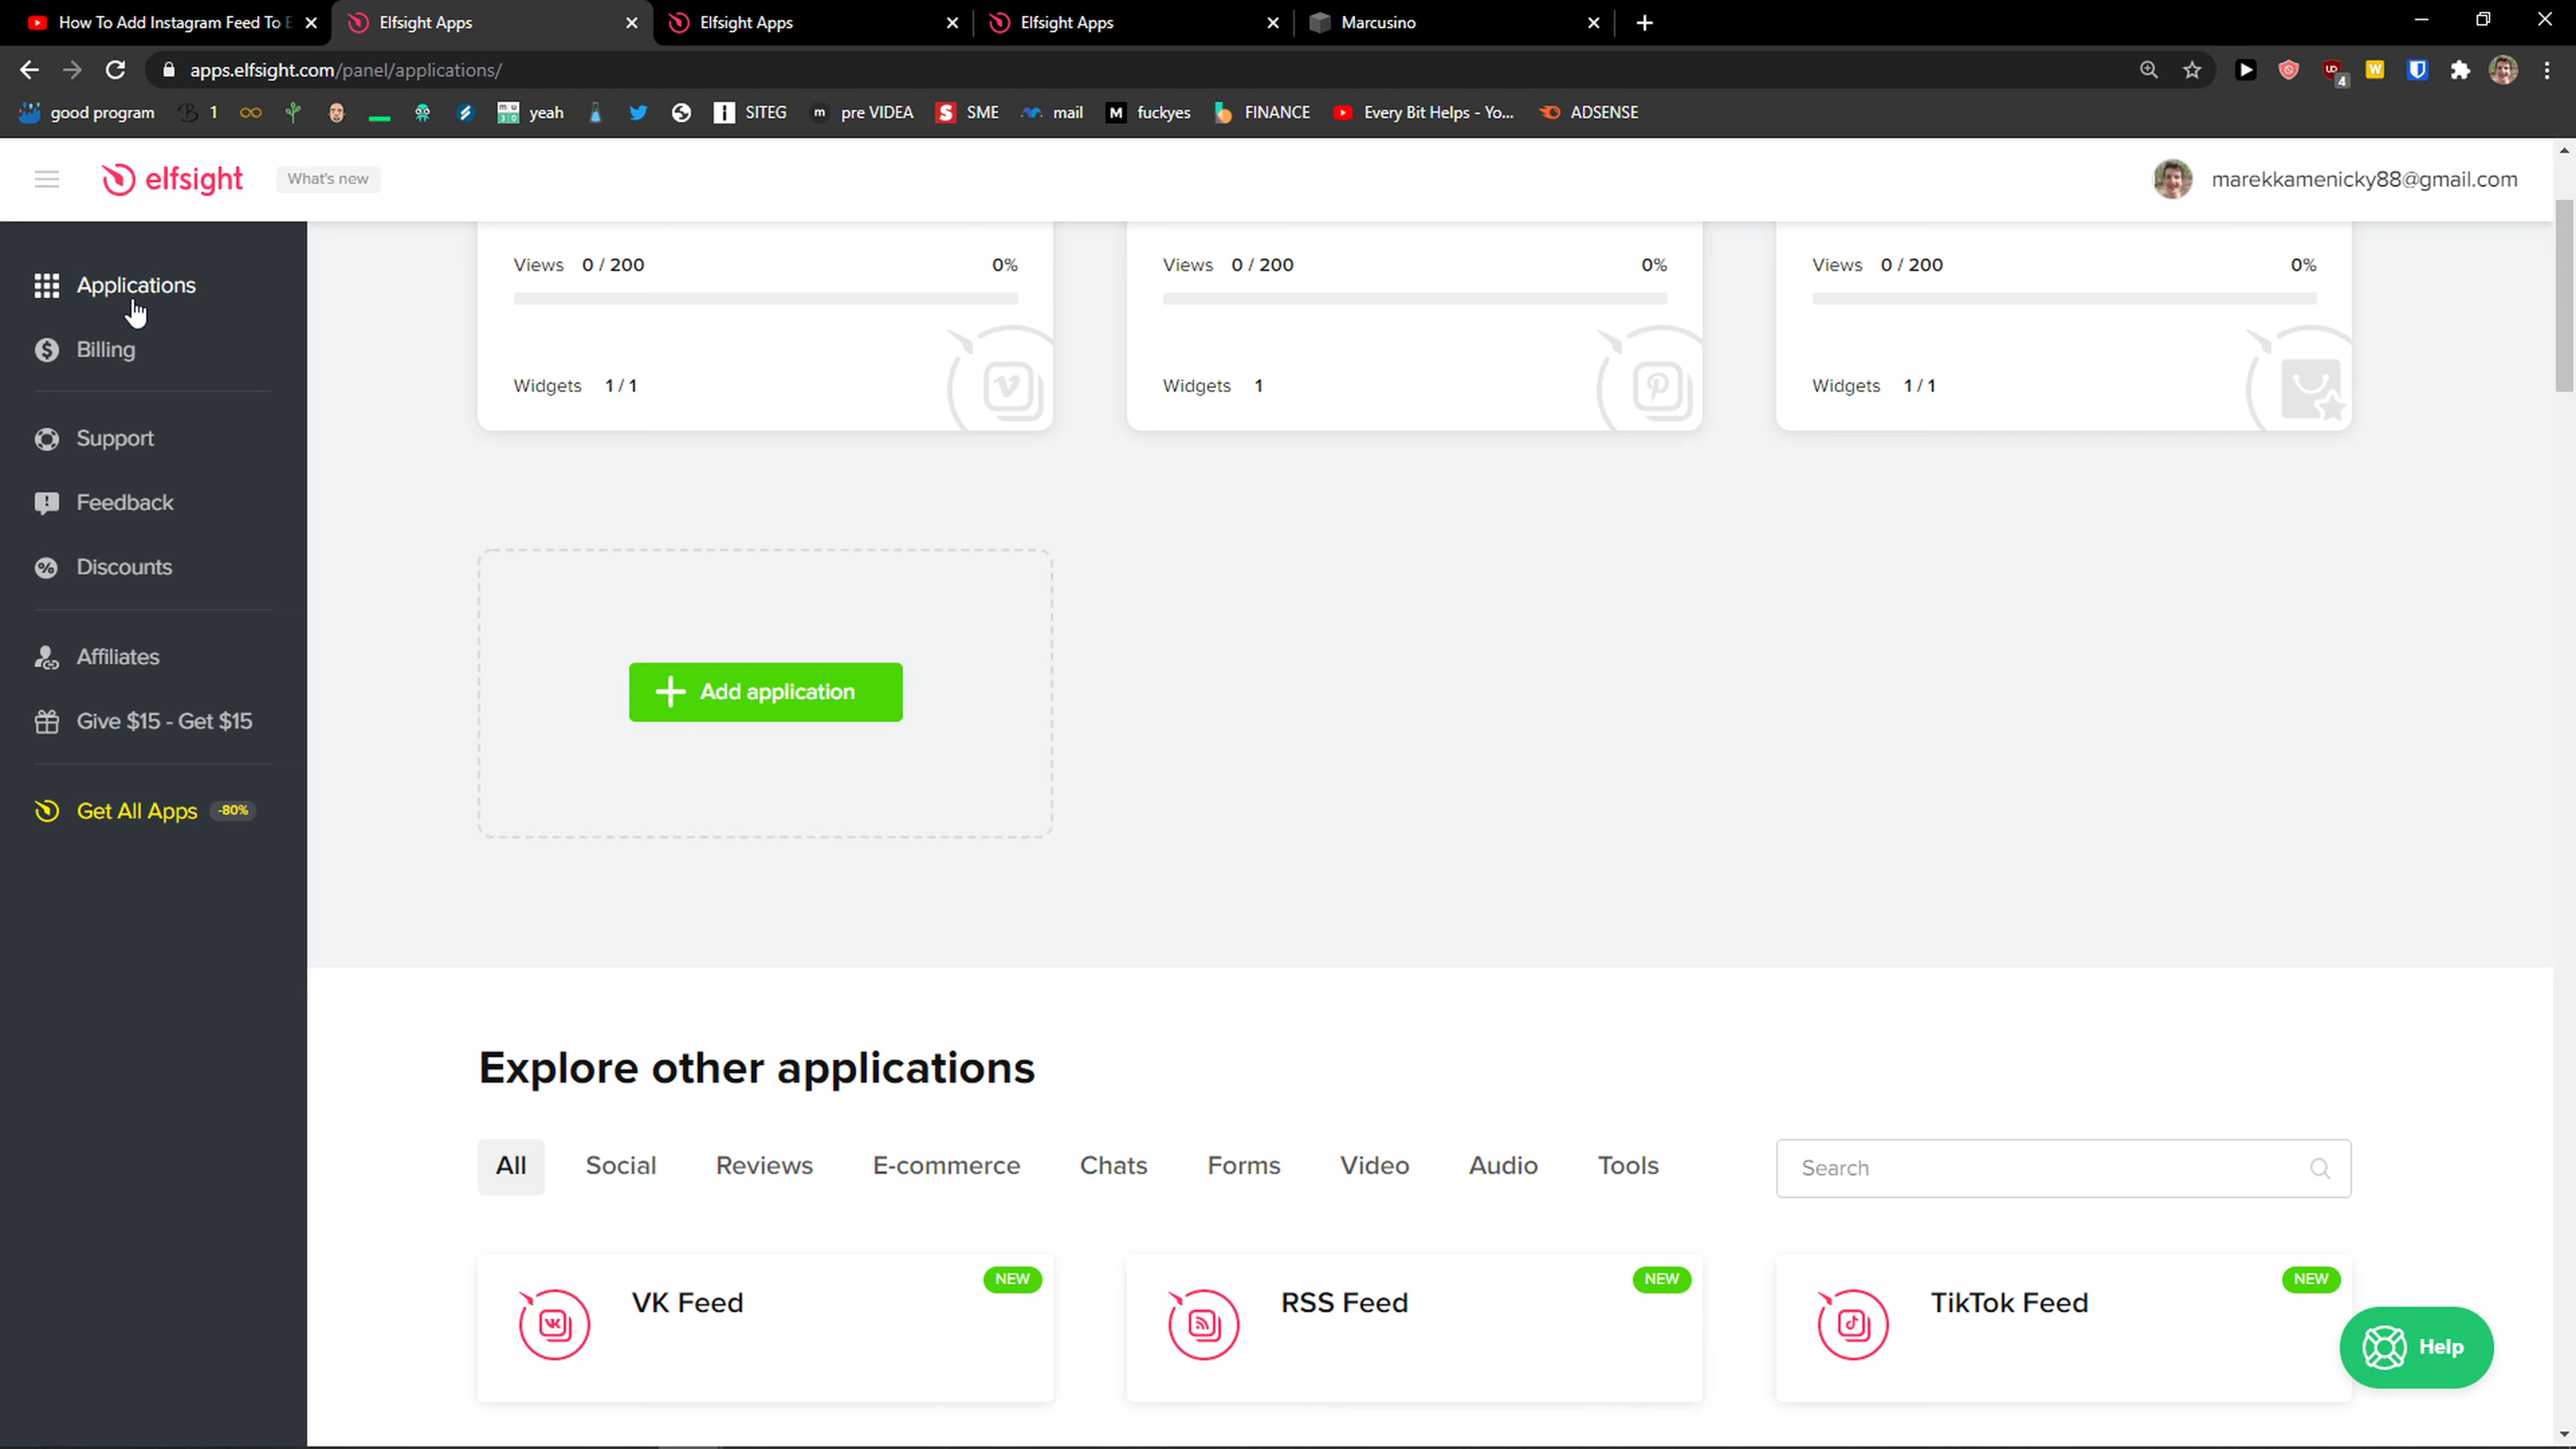 How To Add Instagram Feed To E
Elfsight Apps
Elfsight Apps
Elfsight Apps
Marcusino
apps.elfsight.com/panel/applications/
good program
1
yeah
SITEG
pre VIDEA
SME
mail
fuckyes
FINANCE
Every Bit Helps - Yo...
ADSENSE
elfsight
What's new
marekkamenicky88@gmail.com
Applications
Billing
Support
Feedback
Discounts
Affiliates
Give $15 - Get $15
Get All Apps -80%
Views 0 / 200 0%
Widgets 1 / 1
Views 0 / 200 0%
Widgets 1
Views 0 / 200 0%
Widgets 1 / 1
Add application
Explore other applications
All Social Reviews E-commerce Chats Forms Video Audio Tools
Search
VK Feed NEW
RSS Feed NEW
TikTok Feed NEW
Help